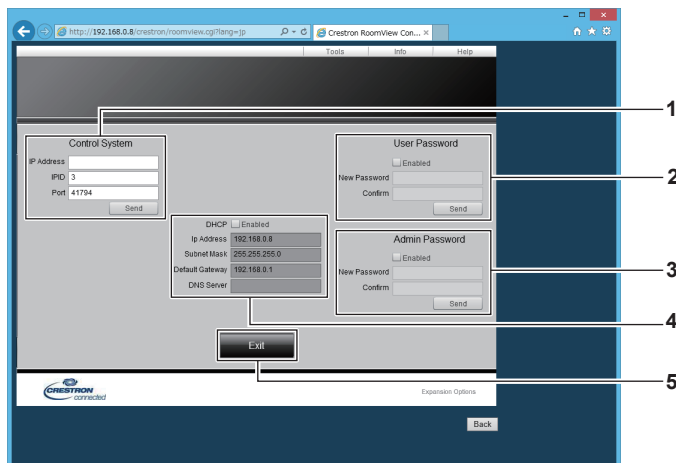 http://192.168.0.8/crestron/roomview.cgi?lang=jp
Crestron RoomView Con...
Tools Info Help
1
Control System
IP Address
IPID 3
Port 41794
Send
User Password
Enabled
New Password
Confirm
Send
2
DHCP Enabled
Ip Address 192.168.0.8
Subnet Mask 255.255.255.0
Default Gateway 192.168.0.1
DNS Server
Admin Password
Enabled
New Password
Confirm
Send
3
4
Exit
5
CRESTRON
connected
Expansion Options
Back